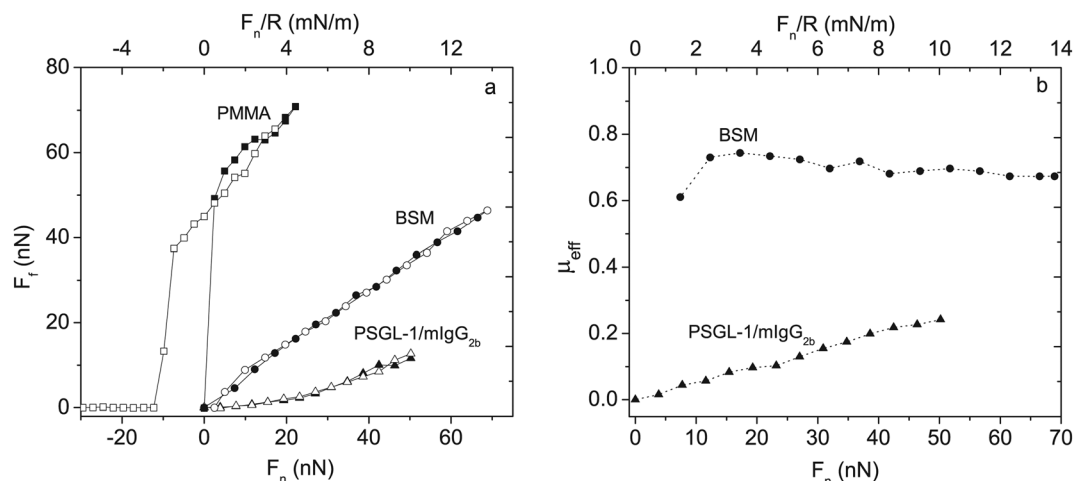 Fₙ/R (mN/m)
-4 0 4 8 12
a
80
60
40
20
0
F_f (nN)
PMMA
BSM
PSGL-1/mIgG₂b
-20 0 20 40 60
Fₙ (nN)
Fₙ/R (mN/m)
0 2 4 6 8 10 12 14
b
1.0
0.8
0.6
0.4
0.2
0.0
μeff
BSM
PSGL-1/mIgG₂b
0 10 20 30 40 50 60 70
Fₙ (nN)